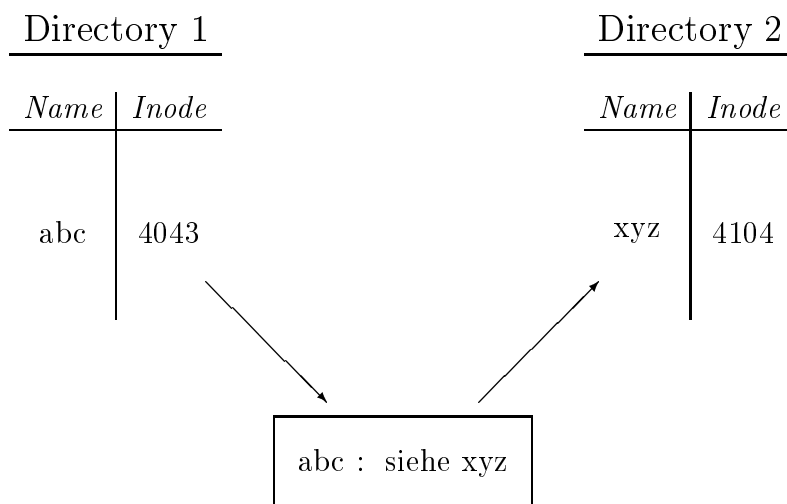 Directory 1 Directory 2
Name Inode Name Inode
abc 4043 xyz 4104
abc : siehe xyz